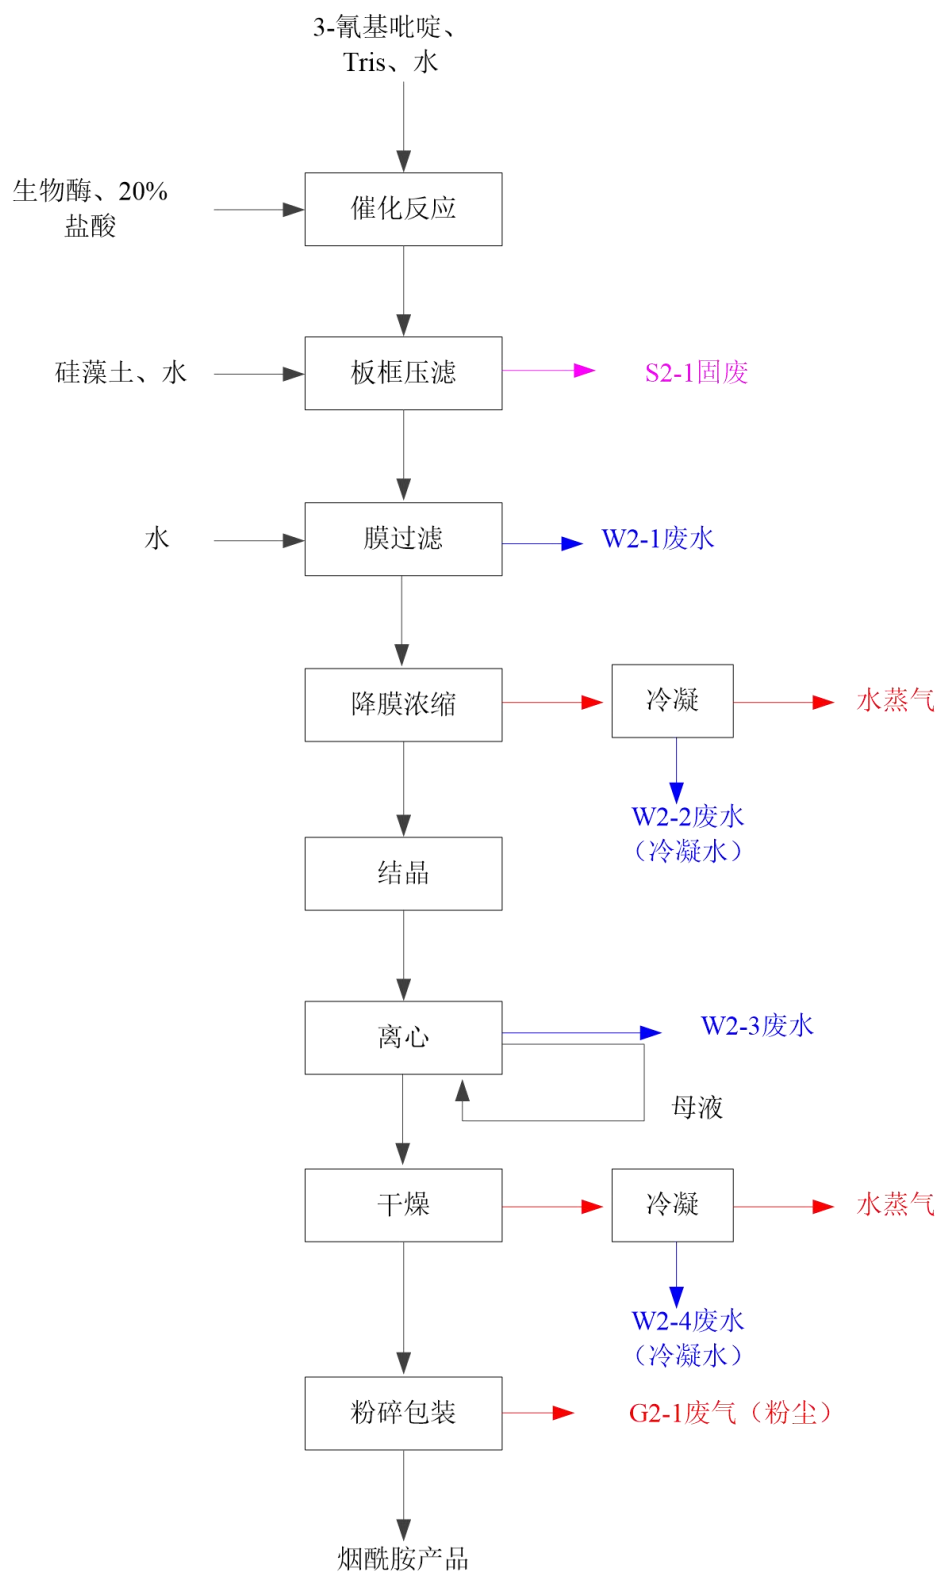 3-氰基吡啶、
Tris、水
生物酶、20%
盐酸
催化反应
硅藻土、水
板框压滤
S2-1固废
水
膜过滤
W2-1废水
降膜浓缩
冷凝
水蒸气
W2-2废水
（冷凝水）
结晶
离心
W2-3废水
母液
干燥
冷凝
水蒸气
W2-4废水
（冷凝水）
粉碎包装
G2-1废气（粉尘）
烟酰胺产品